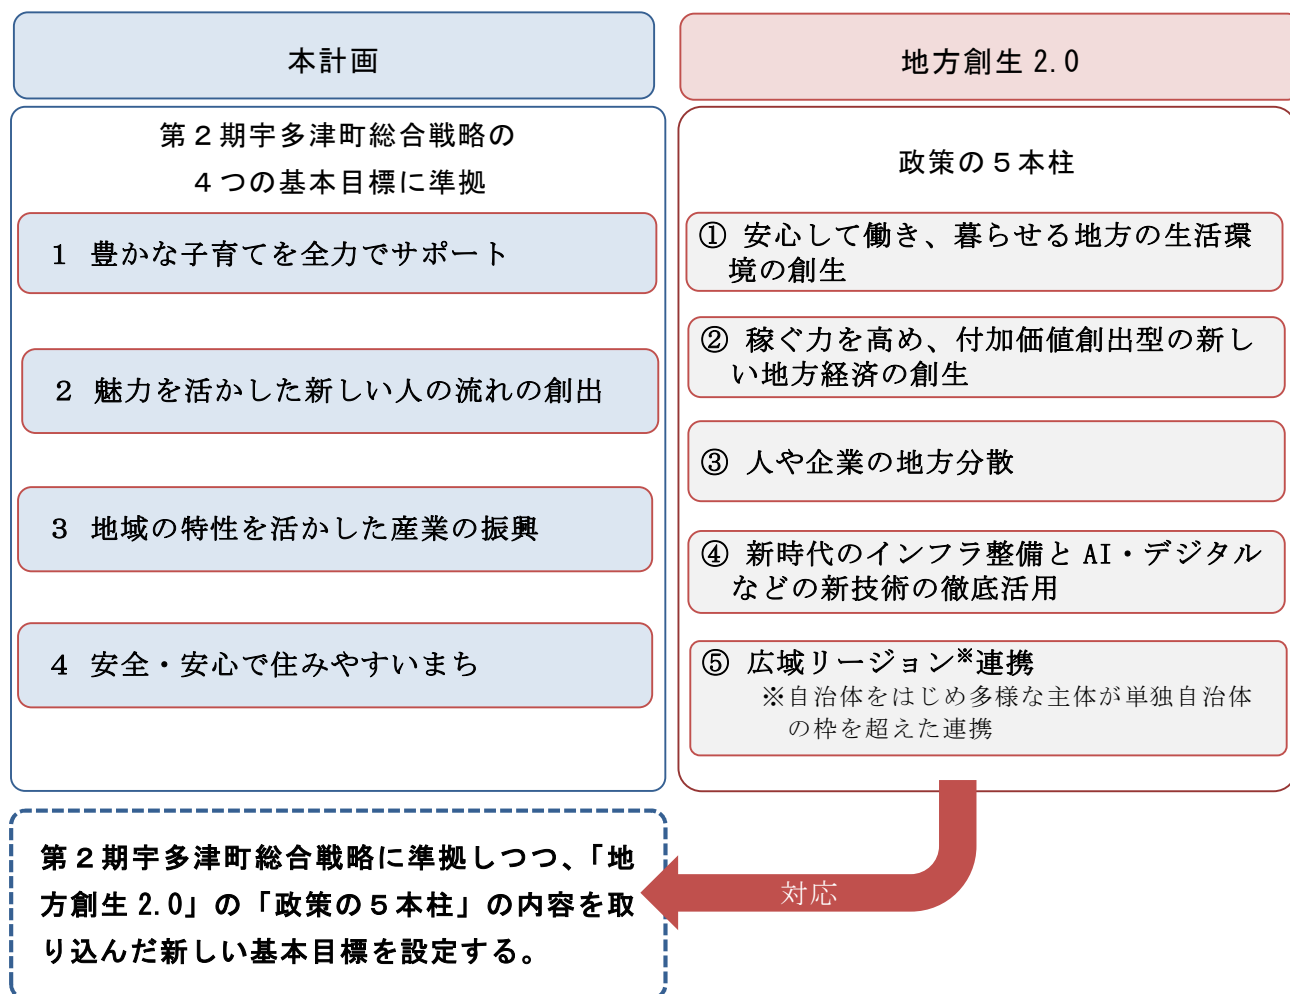 本計画
第２期宇多津町総合戦略の
４つの基本目標に準拠
１ 豊かな子育てを全力でサポート
２ 魅力を活かした新しい人の流れの創出
３ 地域の特性を活かした産業の振興
４ 安全・安心で住みやすいまち
地方創生 2.0
政策の５本柱
① 安心して働き、暮らせる地方の生活環
境の創生
② 稼ぐ力を高め、付加価値創出型の新し
い地方経済の創生
③ 人や企業の地方分散
④ 新時代のインフラ整備と AI・デジタル
などの新技術の徹底活用
⑤ 広域リージョン※連携
※自治体をはじめ多様な主体が単独自治体
の枠を超えた連携
対応
第２期宇多津町総合戦略に準拠しつつ、「地
方創生 2.0」の「政策の５本柱」の内容を取
り込んだ新しい基本目標を設定する。